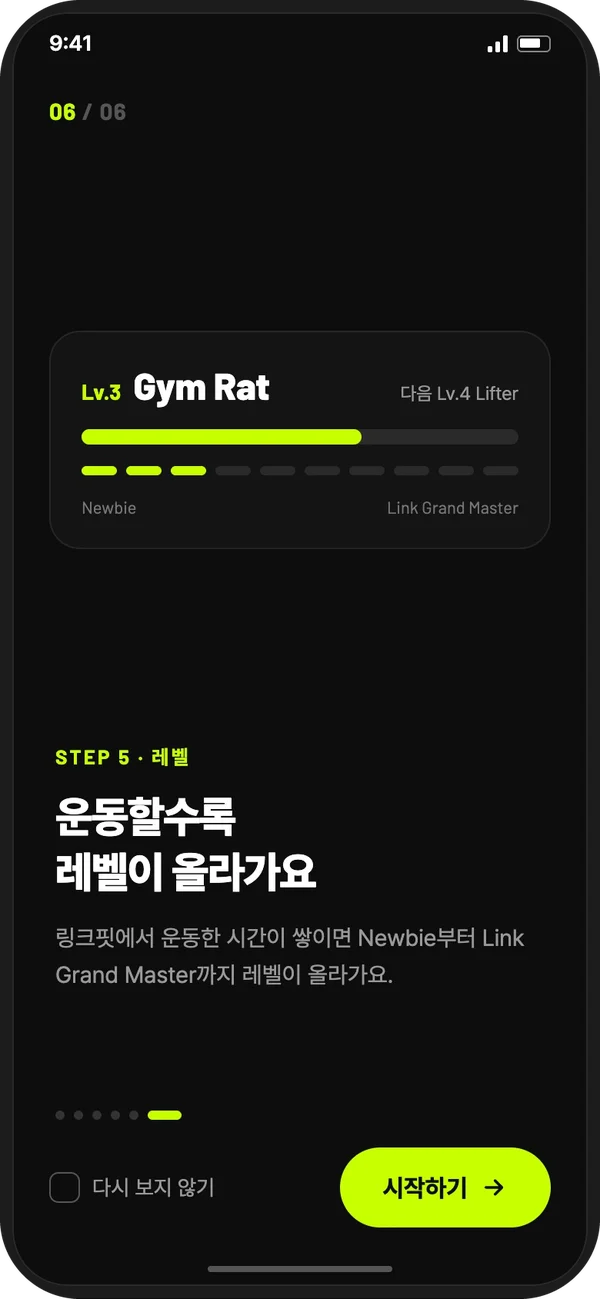 9:41
06 / 06
Lv.3 Gym Rat 다음 Lv.4 Lifter
Newbie Link Grand Master
STEP 5 · 레벨
운동할수록
레벨이 올라가요
링크핏에서 운동한 시간이 쌓이면 Newbie부터 Link
Grand Master까지 레벨이 올라가요.
다시 보지 않기 시작하기 →